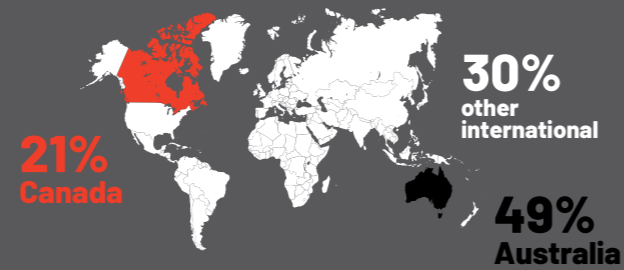 30%
other
international
21%
Canada
49%
Australia